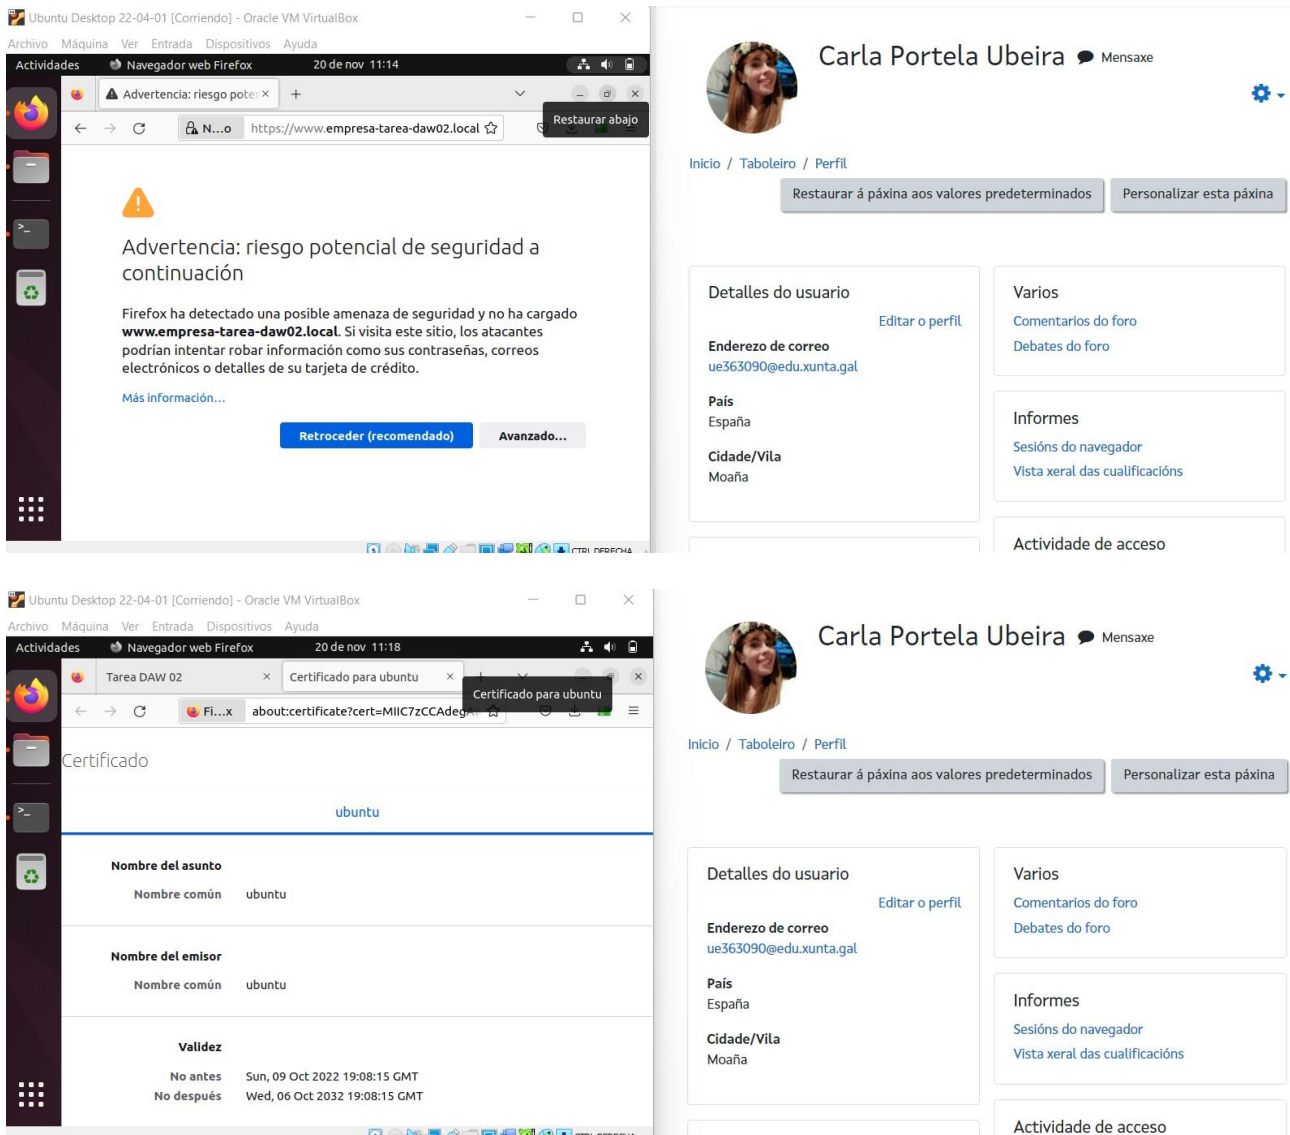 Ubuntu Desktop 22-04-01 [Corriendo] - Oracle VM VirtualBox
Archivo Máquina Ver Entrada Dispositivos Ayuda
Actividades Navegador web Firefox 20 de nov 11:14
Advertencia: riesgo poter
Restaurar abajo
N...o https://www.empresa-tarea-daw02.local
Advertencia: riesgo potencial de seguridad a
continuación
Firefox ha detectado una posible amenaza de seguridad y no ha cargado
www.empresa-tarea-daw02.local. Si visita este sitio, los atacantes
podrían intentar robar información como sus contraseñas, correos
electrónicos o detalles de su tarjeta de crédito.
Más información...
Retroceder (recomendado) Avanzado...
CTRL DERECHA
Carla Portela Ubeira Mensaxe
Inicio / Taboleiro / Perfil
Restaurar á páxina aos valores predeterminados Personalizar esta páxina
Detalles do usuario
Editar o perfil
Enderezo de correo
ue363090@edu.xunta.gal
País
España
Cidade/Vila
Moaña
Varios
Comentarios do foro
Debates do foro
Informes
Sesións do navegador
Vista xeral das cualificacións
Actividade de acceso
Ubuntu Desktop 22-04-01 [Corriendo] - Oracle VM VirtualBox
Archivo Máquina Ver Entrada Dispositivos Ayuda
Actividades Navegador web Firefox 20 de nov 11:18
Tarea DAW 02 Certificado para ubuntu
Certificado para ubuntu
Fi...x about:certificate?cert=MIIC7zCCAdegA
Certificado
ubuntu
Nombre del asunto
Nombre común ubuntu
Nombre del emisor
Nombre común ubuntu
Validez
No antes Sun, 09 Oct 2022 19:08:15 GMT
No después Wed, 06 Oct 2032 19:08:15 GMT
Carla Portela Ubeira Mensaxe
Inicio / Taboleiro / Perfil
Restaurar á páxina aos valores predeterminados Personalizar esta páxina
Detalles do usuario
Editar o perfil
Enderezo de correo
ue363090@edu.xunta.gal
País
España
Cidade/Vila
Moaña
Varios
Comentarios do foro
Debates do foro
Informes
Sesións do navegador
Vista xeral das cualificacións
Actividade de acceso